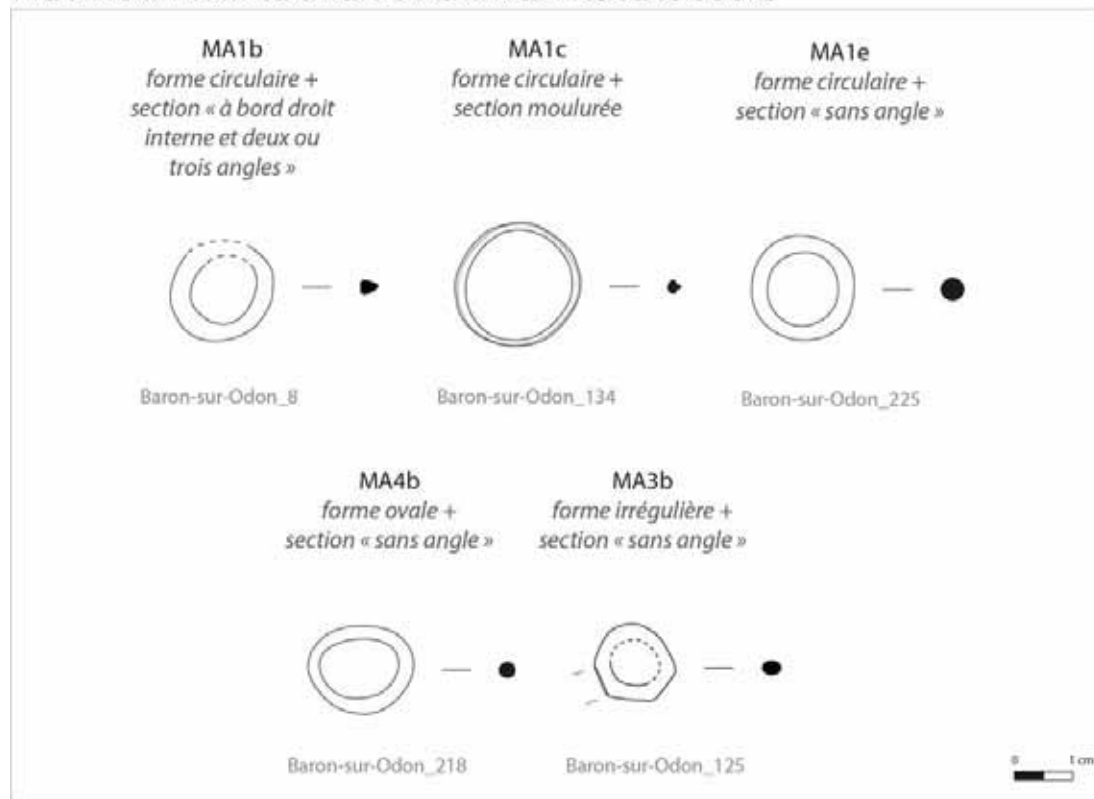 MA1b
forme circulaire +
section « à bord droit
interne et deux ou
trois angles »
MA1c
forme circulaire +
section moulurée
MA1e
forme circulaire +
section « sans angle »
Baron-sur-Odon_8
Baron-sur-Odon_134
Baron-sur-Odon_225
MA4b
forme ovale +
section « sans angle »
MA3b
forme irrégulière +
section « sans angle »
Baron-sur-Odon_218
Baron-sur-Odon_125
0 1 cm